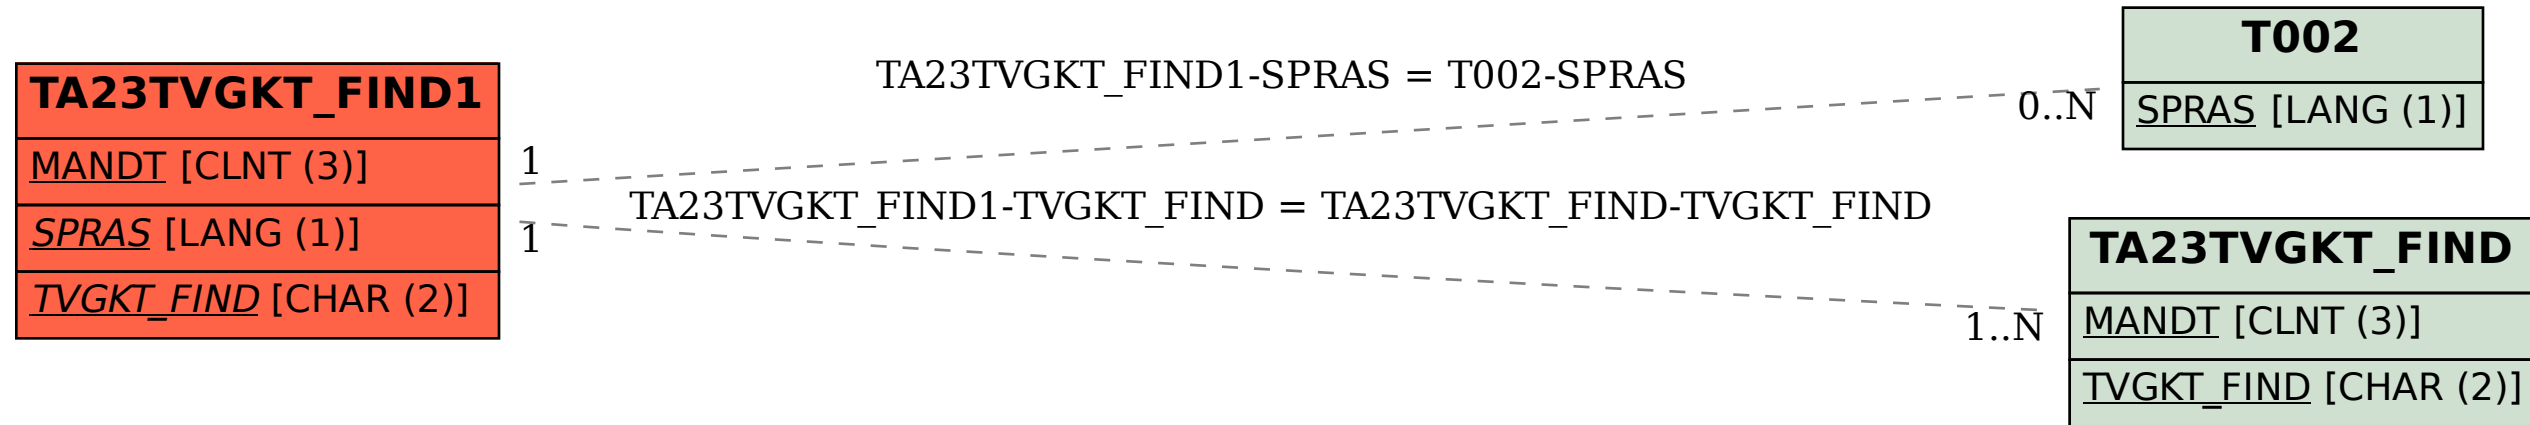 TA23TVGKT_FIND1
MANDT [CLNT (3)]
SPRAS [LANG (1)]
TVGKT_FIND [CHAR (2)]
TA23TVGKT_FIND1-SPRAS = T002-SPRAS
1
0..N
TA23TVGKT_FIND1-TVGKT_FIND = TA23TVGKT_FIND-TVGKT_FIND
1
1..N
T002
SPRAS [LANG (1)]
TA23TVGKT_FIND
MANDT [CLNT (3)]
TVGKT_FIND [CHAR (2)]